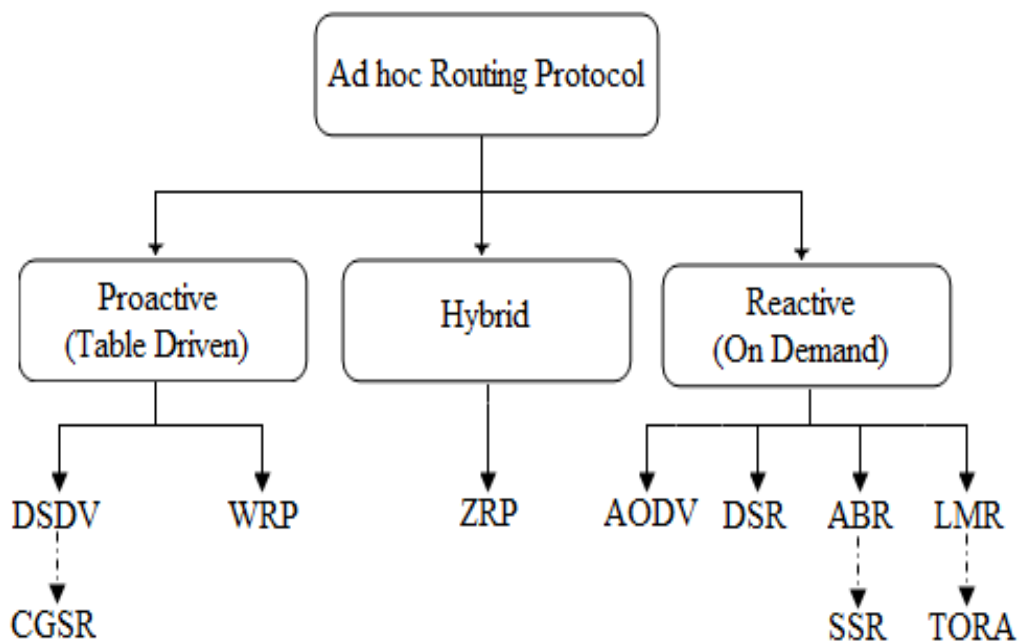 Ad hoc Routing Protocol
Proactive
(Table Driven)
Hybrid
Reactive
(On Demand)
DSDV
WRP
ZRP
AODV
DSR
ABR
LMR
CGSR
SSR
TORA